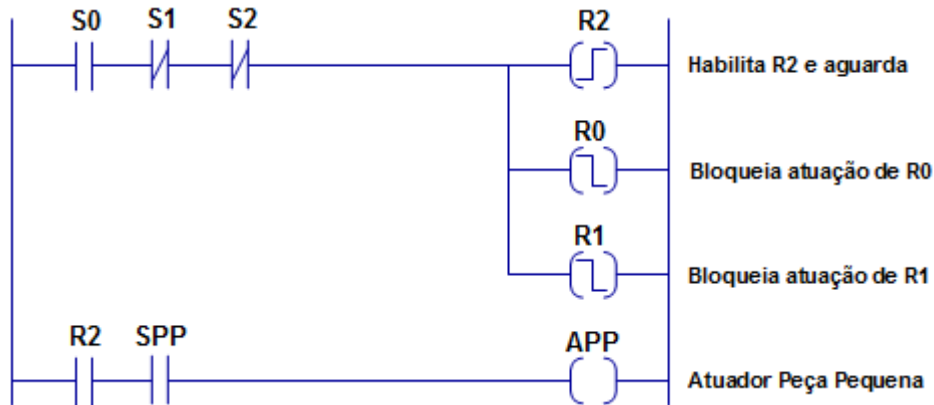 S0 S1 S2 R2
Habilita R2 e aguarda
R0
Bloqueia atuação de R0
R1
Bloqueia atuação de R1
R2 SPP APP
Atuador Peça Pequena